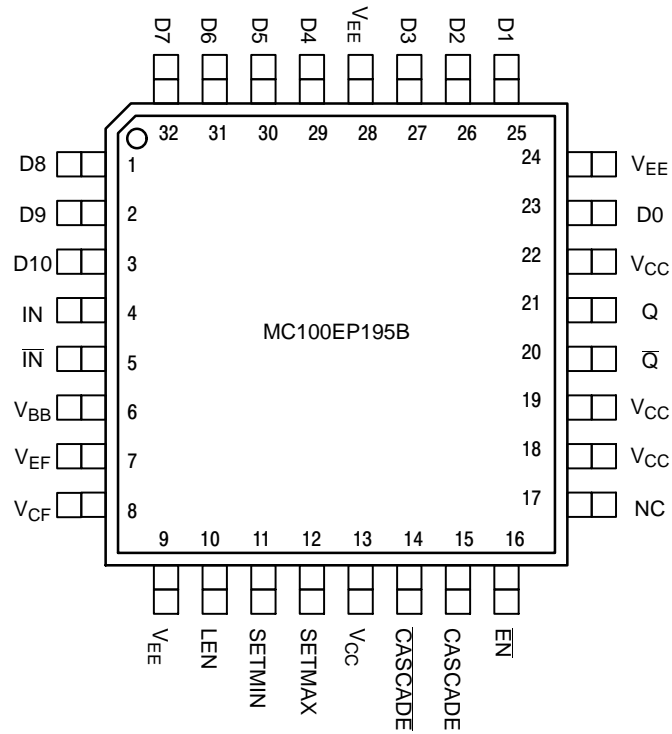 D7 D6 D5 D4 VEE D3 D2 D1
32 31 30 29 28 27 26 25
D8 1 24 VEE
D9 2 23 D0
D10 3 22 VCC
IN 4 21 Q
I̅N̅ 5 20 Q̅
MC100EP195B
VBB 6 19 VCC
VEF 7 18 VCC
VCF 8 17 NC
9 10 11 12 13 14 15 16
VEE LEN SETMIN SETMAX VCC C̅A̅S̅C̅A̅D̅E̅ CASCADE E̅N̅